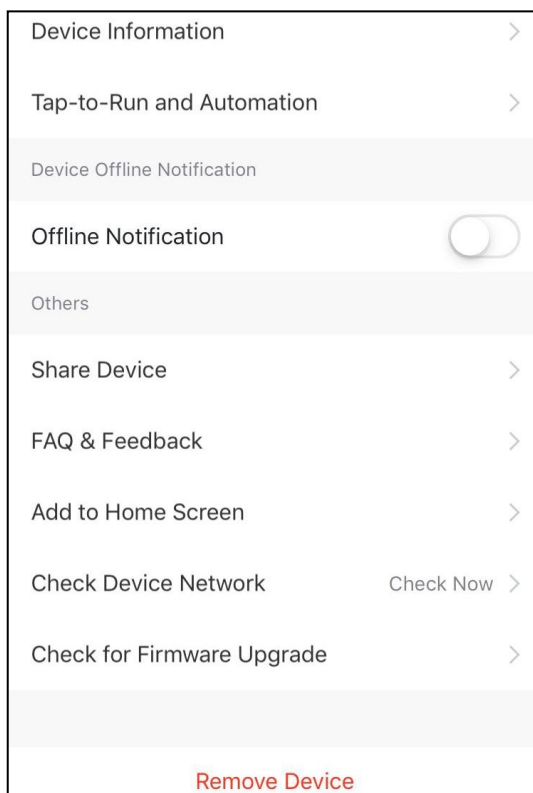 Device Information
Tap-to-Run and Automation
Device Offline Notification
Offline Notification
Others
Share Device
FAQ & Feedback
Add to Home Screen
Check Device Network Check Now
Check for Firmware Upgrade
Remove Device